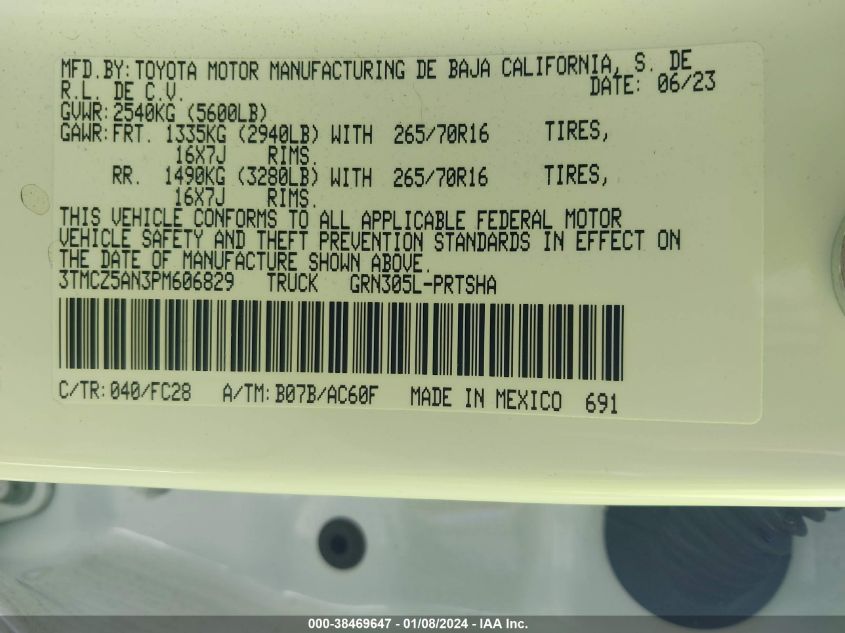 MFD.BY: TOYOTA MOTOR MANUFACTURING DE BAJA CALIFORNIA, S. DE
R.L. DE C.V. DATE: 06/23
GVWR: 2540KG (5600LB)
GAWR: FRT. 1335KG (2940LB) WITH 265/70R16 TIRES,
16X7J RIMS.
RR. 1490KG (3280LB) WITH 265/70R16 TIRES,
16X7J RIMS.
THIS VEHICLE CONFORMS TO ALL APPLICABLE FEDERAL MOTOR
VEHICLE SAFETY AND THEFT PREVENTION STANDARDS IN EFFECT ON
THE DATE OF MANUFACTURE SHOWN ABOVE.
3TMCZ5AN3PM606829 TRUCK GRN305L-PRTSHA
C/TR: 040/FC28 A/TM: B07B/AC60F MADE IN MEXICO 691
000-38469647 - 01/08/2024 - IAA Inc.